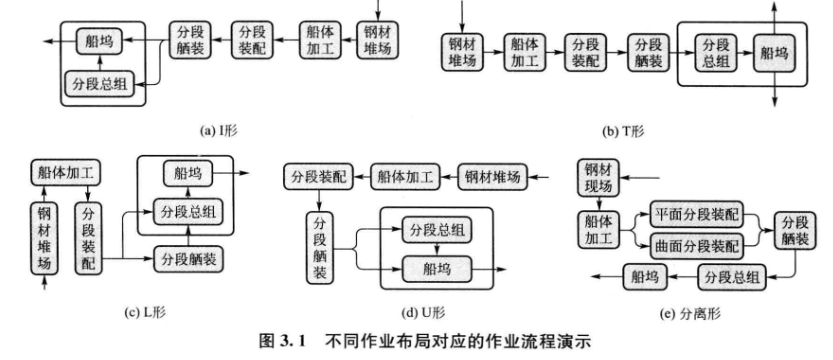 船坞
分段总组
分段
舾装
分段
装配
船体
加工
钢材
堆场
(a) I形
钢材
堆场
船体
加工
分段
装配
分段
舾装
分段
总组
船坞
(b) T形
船体加工
钢材堆场
分段装配
船坞
分段总组
分段舾装
(c) L形
分段装配
船体加工
钢材堆场
分段舾装
分段总组
船坞
(d) U形
钢材
现场
船体
加工
平面分段装配
曲面分段装配
分段
舾装
船坞
分段总组
(e) 分离形
图 3.1 不同作业布局对应的作业流程演示